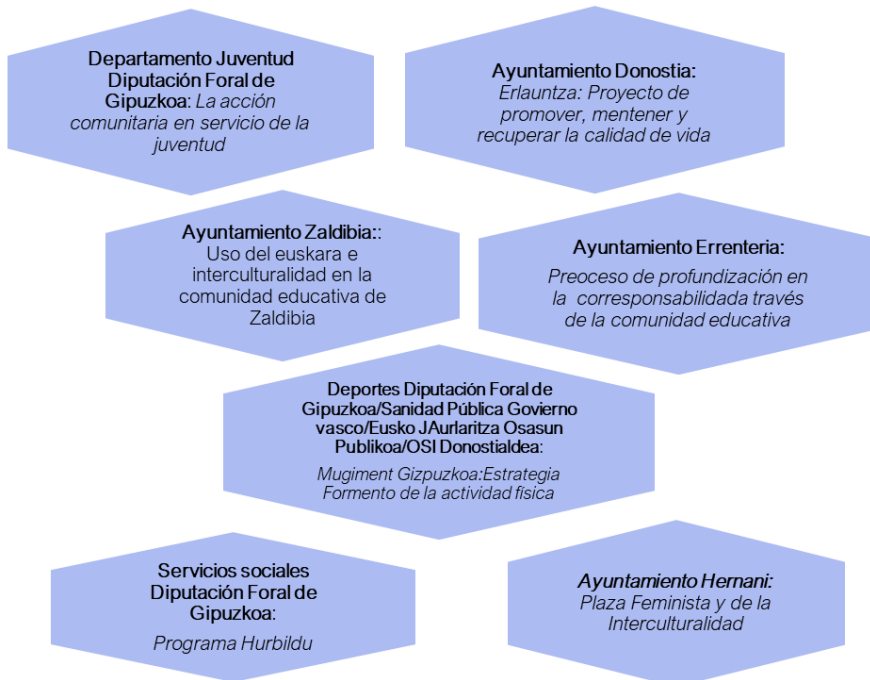 Departamento Juventud
Diputación Foral de
Gipuzkoa: La acción
comunitaria en servicio de la
juventud
Ayuntamiento Donostia:
Erlauntza: Proyecto de
promover, mentener y
recuperar la calidad de vida
Ayuntamiento Zaldibia::
Uso del euskara e
interculturalidad en la
comunidad educativa de
Zaldibia
Ayuntamiento Errenteria:
Preoceso de profundización en
la corresponsabilidada través
de la comunidad educativa
Deportes Diputación Foral de
Gipuzkoa/Sanidad Pública Govierno
vasco/Eusko JAurlaritza Osasun
Publikoa/OSI Donostialdea:
Mugiment Gizpuzkoa:Estrategia
Formento de la actividad física
Servicios sociales
Diputación Foral de
Gipuzkoa:
Programa Hurbildu
Ayuntamiento Hernani:
Plaza Feminista y de la
Interculturalidad